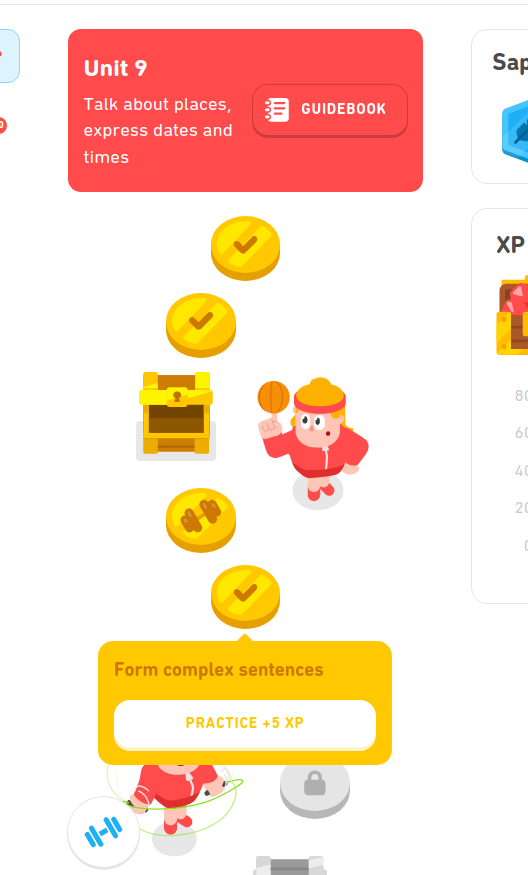 Unit 9
Talk about places,
express dates and
times
GUIDEBOOK
Form complex sentences
PRACTICE +5 XP
XP